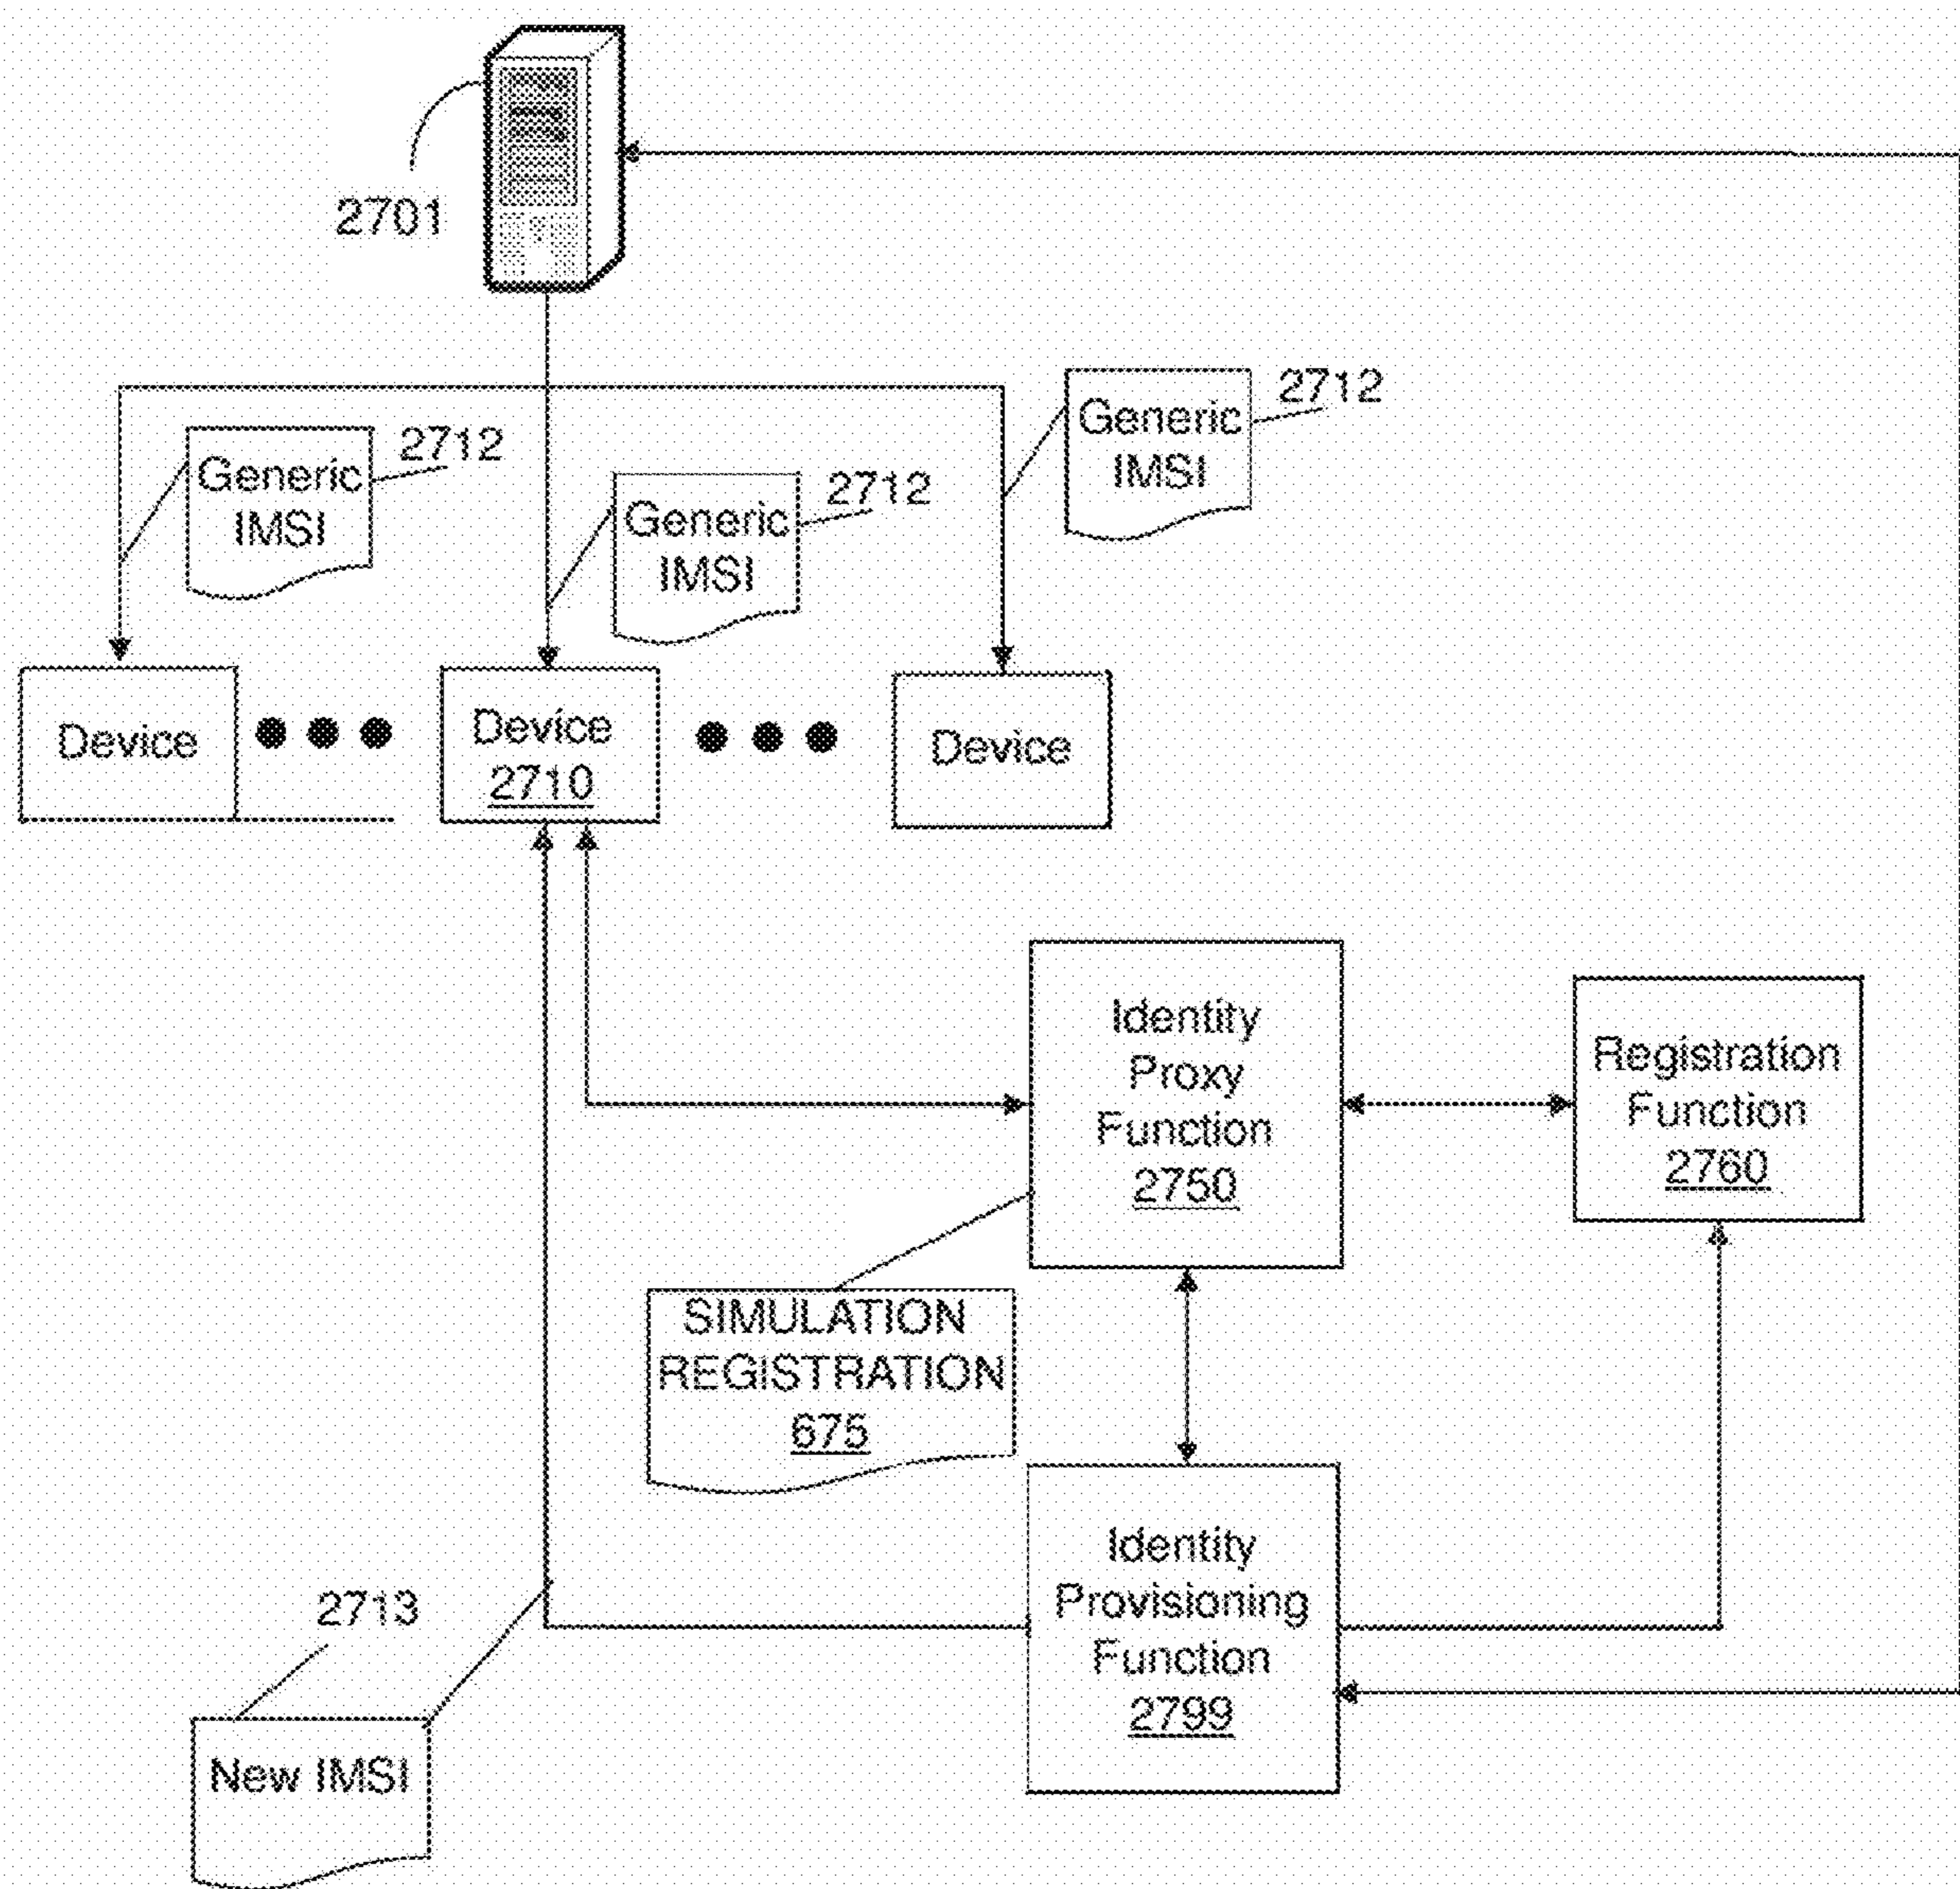 2701
2712
Generic
IMSI
2712
Generic
IMSI
2712
Generic
IMSI
Device
Device
2710
Device
Identity
Proxy
Function
2750
Registration
Function
2760
SIMULATION
REGISTRATION
675
Identity
Provisioning
Function
2799
2713
New IMSI